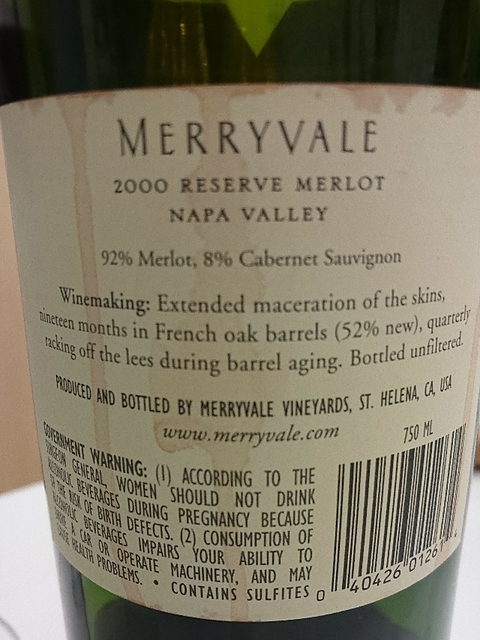 MERRYVALE
2000 RESERVE MERLOT
NAPA VALLEY
92% Merlot, 8% Cabernet Sauvignon
Winemaking: Extended maceration of the skins,
nineteen months in French oak barrels (52% new), quarterly
racking off the lees during barrel aging. Bottled unfiltered.
PRODUCED AND BOTTLED BY MERRYVALE VINEYARDS, ST. HELENA, CA, USA
www.merryvale.com
750 ML
GOVERNMENT WARNING: (1) ACCORDING TO THE
SURGEON GENERAL, WOMEN SHOULD NOT DRINK
ALCOHOLIC BEVERAGES DURING PREGNANCY BECAUSE
OF THE RISK OF BIRTH DEFECTS. (2) CONSUMPTION OF
ALCOHOLIC BEVERAGES IMPAIRS YOUR ABILITY TO
DRIVE A CAR OR OPERATE MACHINERY, AND MAY
CAUSE HEALTH PROBLEMS. • CONTAINS SULFITES
0 40426 0126